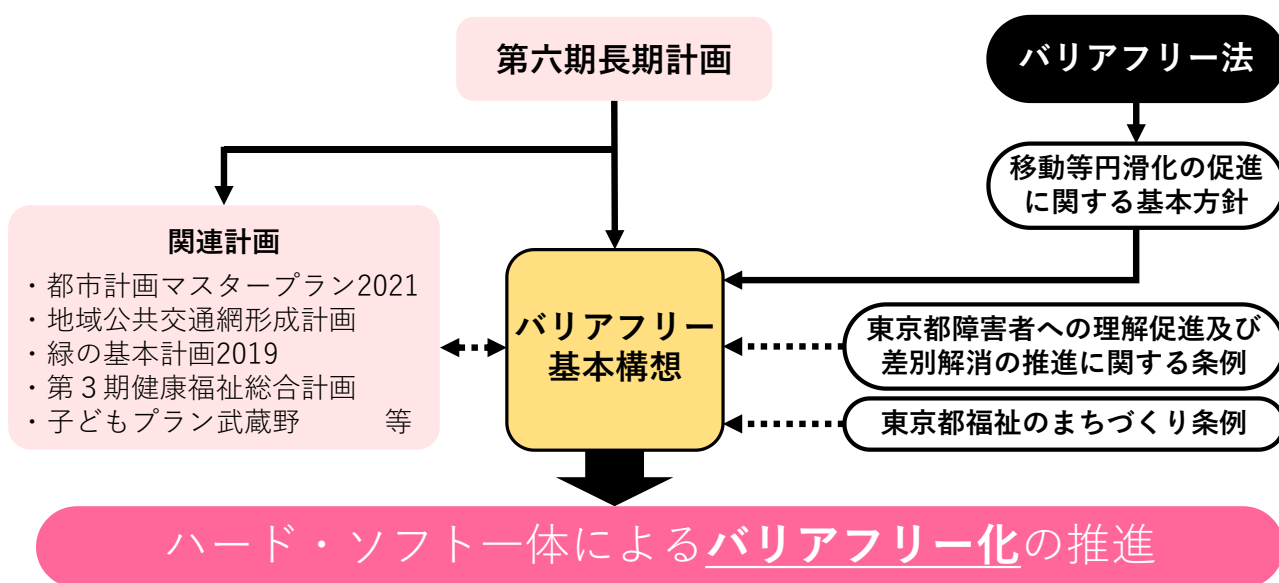 第六期長期計画
バリアフリー法
移動等円滑化の促進
に関する基本方針
関連計画
・都市計画マスタープラン2021
・地域公共交通網形成計画
・緑の基本計画2019
・第３期健康福祉総合計画
・子どもプラン武蔵野　　　等
バリアフリー
基本構想
東京都障害者への理解促進及び
差別解消の推進に関する条例
東京都福祉のまちづくり条例
ハード・ソフト一体によるバリアフリー化の推進